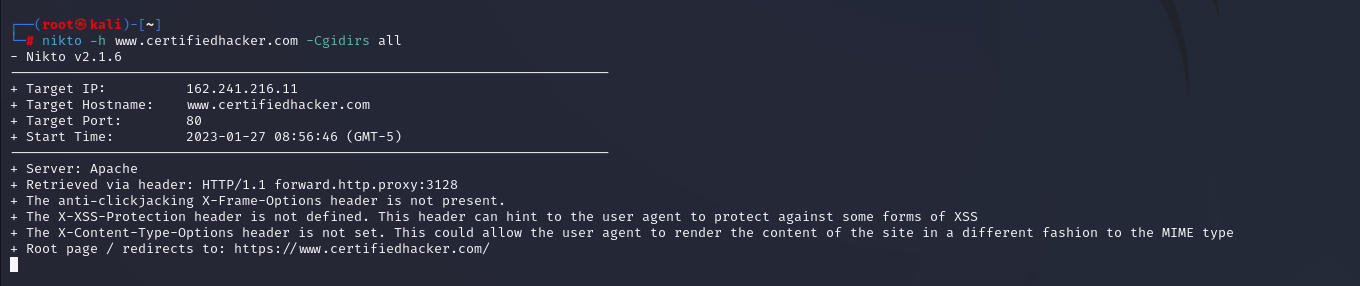 ┌──(root㉿kali)-[~]
└─# nikto -h www.certifiedhacker.com -Cgidirs all
- Nikto v2.1.6
---------------------------------------------------------------------------
+ Target IP:          162.241.216.11
+ Target Hostname:    www.certifiedhacker.com
+ Target Port:        80
+ Start Time:         2023-01-27 08:56:46 (GMT-5)
---------------------------------------------------------------------------
+ Server: Apache
+ Retrieved via header: HTTP/1.1 forward.http.proxy:3128
+ The anti-clickjacking X-Frame-Options header is not present.
+ The X-XSS-Protection header is not defined. This header can hint to the user agent to protect against some forms of XSS
+ The X-Content-Type-Options header is not set. This could allow the user agent to render the content of the site in a different fashion to the MIME type
+ Root page / redirects to: https://www.certifiedhacker.com/